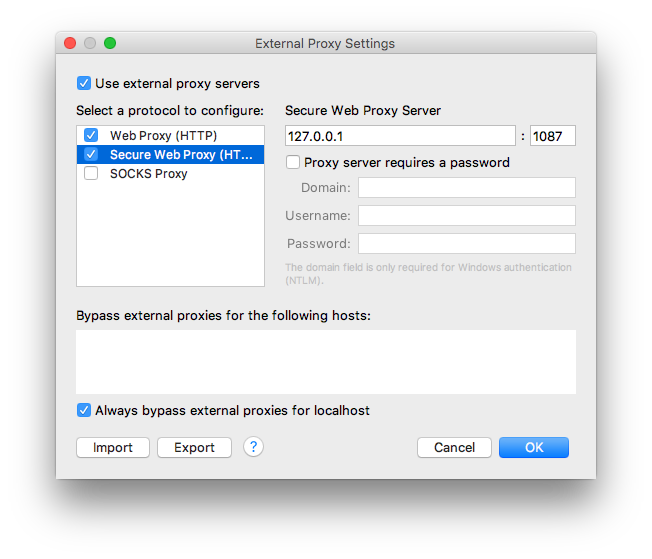 External Proxy Settings
Use external proxy servers
Select a protocol to configure:
Web Proxy (HTTP)
Secure Web Proxy (HT...
SOCKS Proxy
Secure Web Proxy Server
127.0.0.1 : 1087
Proxy server requires a password
Domain:
Username:
Password:
The domain field is only required for Windows authentication
(NTLM).
Bypass external proxies for the following hosts:
Always bypass external proxies for localhost
Import Export ? Cancel OK